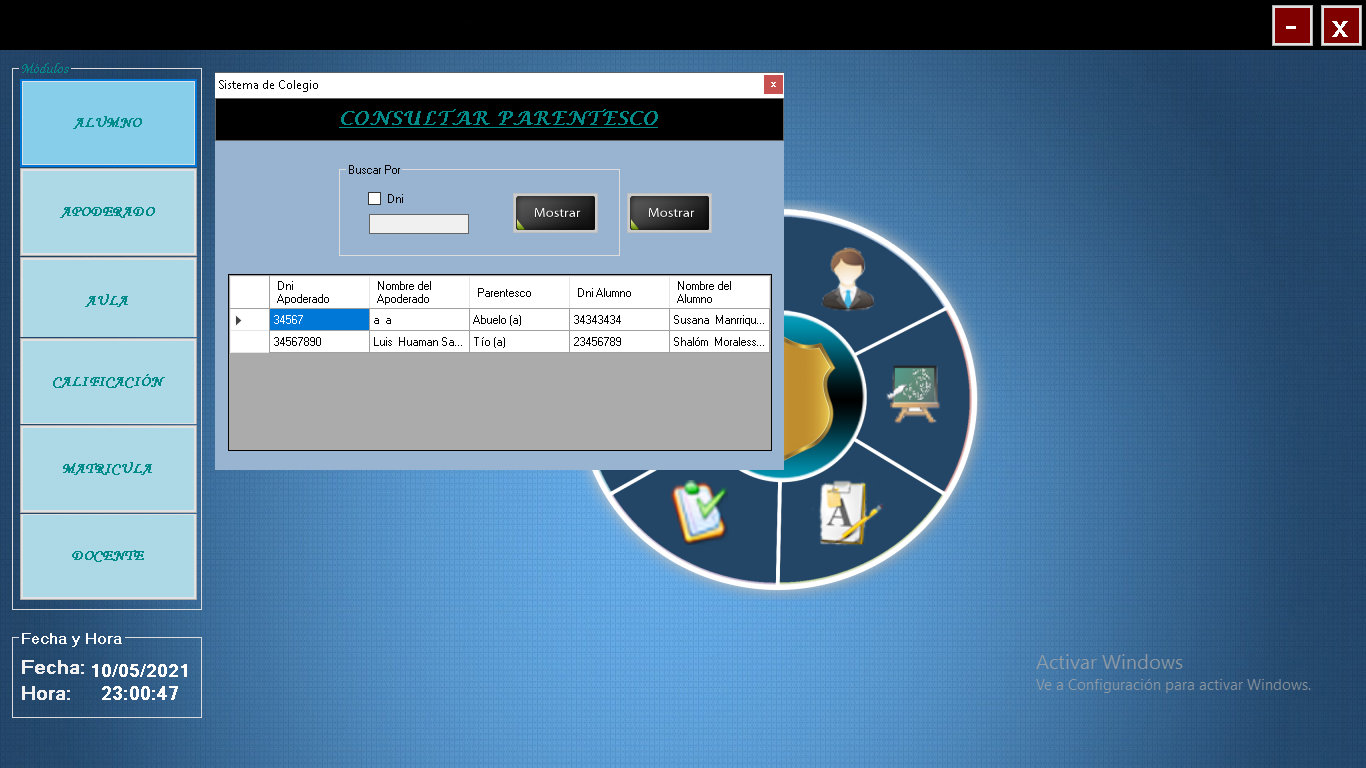 -
x
Módulos
ALUMNO
APODERADO
AULA
CALIFICACIÓN
MATRICULA
DOCENTE
Fecha y Hora
Fecha: 10/05/2021
Hora: 23:00:47
Sistema de Colegio
x
CONSULTAR PARENTESCO
Buscar Por
Dni
Mostrar
Mostrar
Dni Apoderado Nombre del Apoderado Parentesco Dni Alumno Nombre del Alumno
34567 a a Abuelo (a) 34343434 Susana Manrriqu...
34567890 Luis Huaman Sa... Tío (a) 23456789 Shalóm Moraless...
A
Activar Windows
Ve a Configuración para activar Windows.